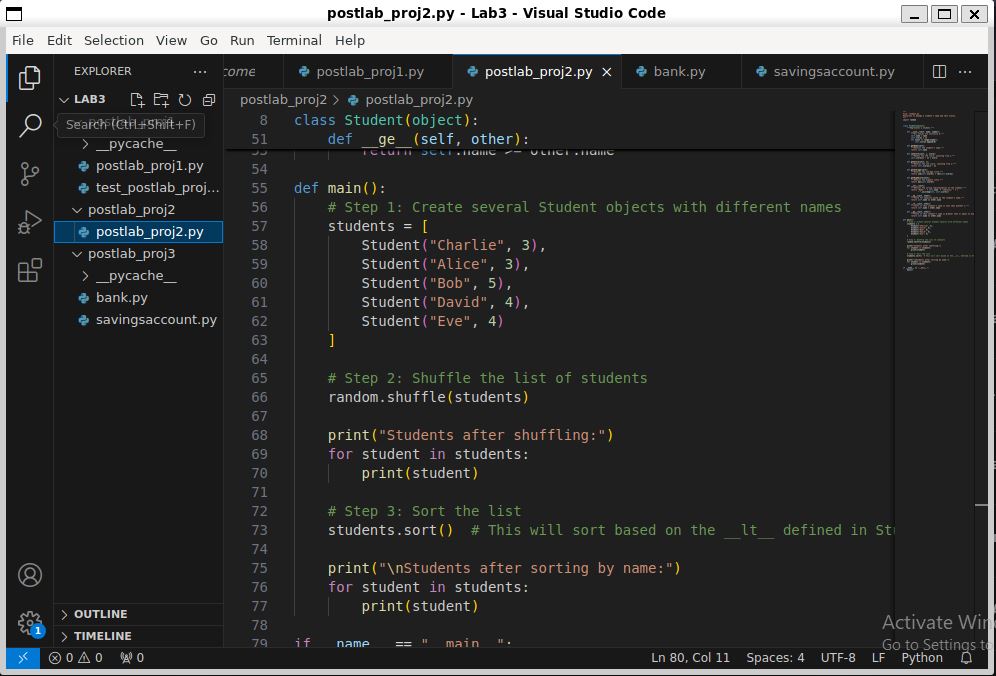 postlab_proj2.py - Lab3 - Visual Studio Code
File Edit Selection View Go Run Terminal Help
EXPLORER
come postlab_proj1.py postlab_proj2.py bank.py savingsaccount.py
LAB3
Search (Ctrl+Shift+F)
__pycache__
postlab_proj1.py
test_postlab_proj...
postlab_proj2
postlab_proj2.py
postlab_proj3
__pycache__
bank.py
savingsaccount.py
OUTLINE
TIMELINE
postlab_proj2 > postlab_proj2.py
8 class Student(object):
51 def __ge__(self, other):
53 return self.name >= other.name
54
55 def main():
56 # Step 1: Create several Student objects with different names
57 students = [
58 Student("Charlie", 3),
59 Student("Alice", 3),
60 Student("Bob", 5),
61 Student("David", 4),
62 Student("Eve", 4)
63 ]
64
65 # Step 2: Shuffle the list of students
66 random.shuffle(students)
67
68 print("Students after shuffling:")
69 for student in students:
70 print(student)
71
72 # Step 3: Sort the list
73 students.sort() # This will sort based on the __lt__ defined in Stu
74
75 print("\nStudents after sorting by name:")
76 for student in students:
77 print(student)
78
79 if __name__ == "__main__":
Activate Win
Go to Settings to
1
0 0 0 Ln 80, Col 11 Spaces: 4 UTF-8 LF Python